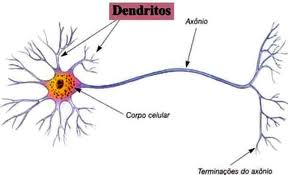 Dendritos
Axônio
Corpo celular
Terminações do axônio